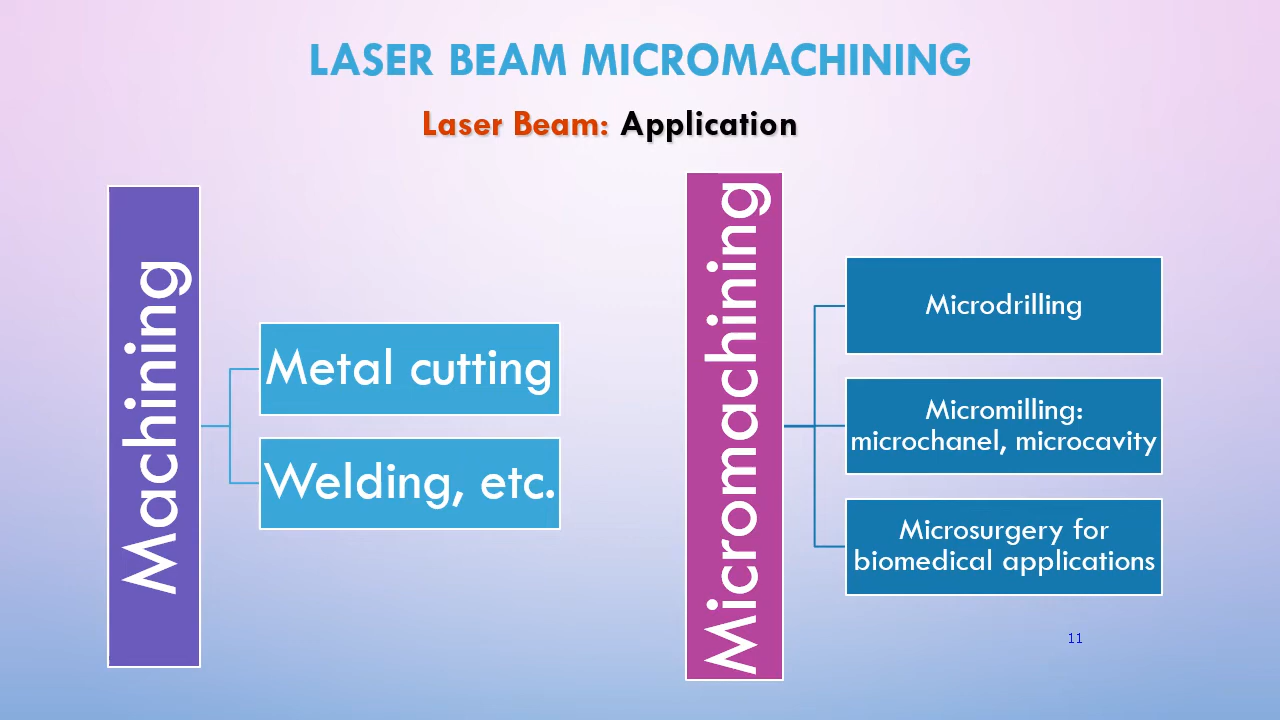 LASER BEAM MICROMACHINING
Laser Beam: Application
Machining
Metal cutting
Welding, etc.
Micromachining
Microdrilling
Micromilling:
microchanel, microcavity
Microsurgery for
biomedical applications
11